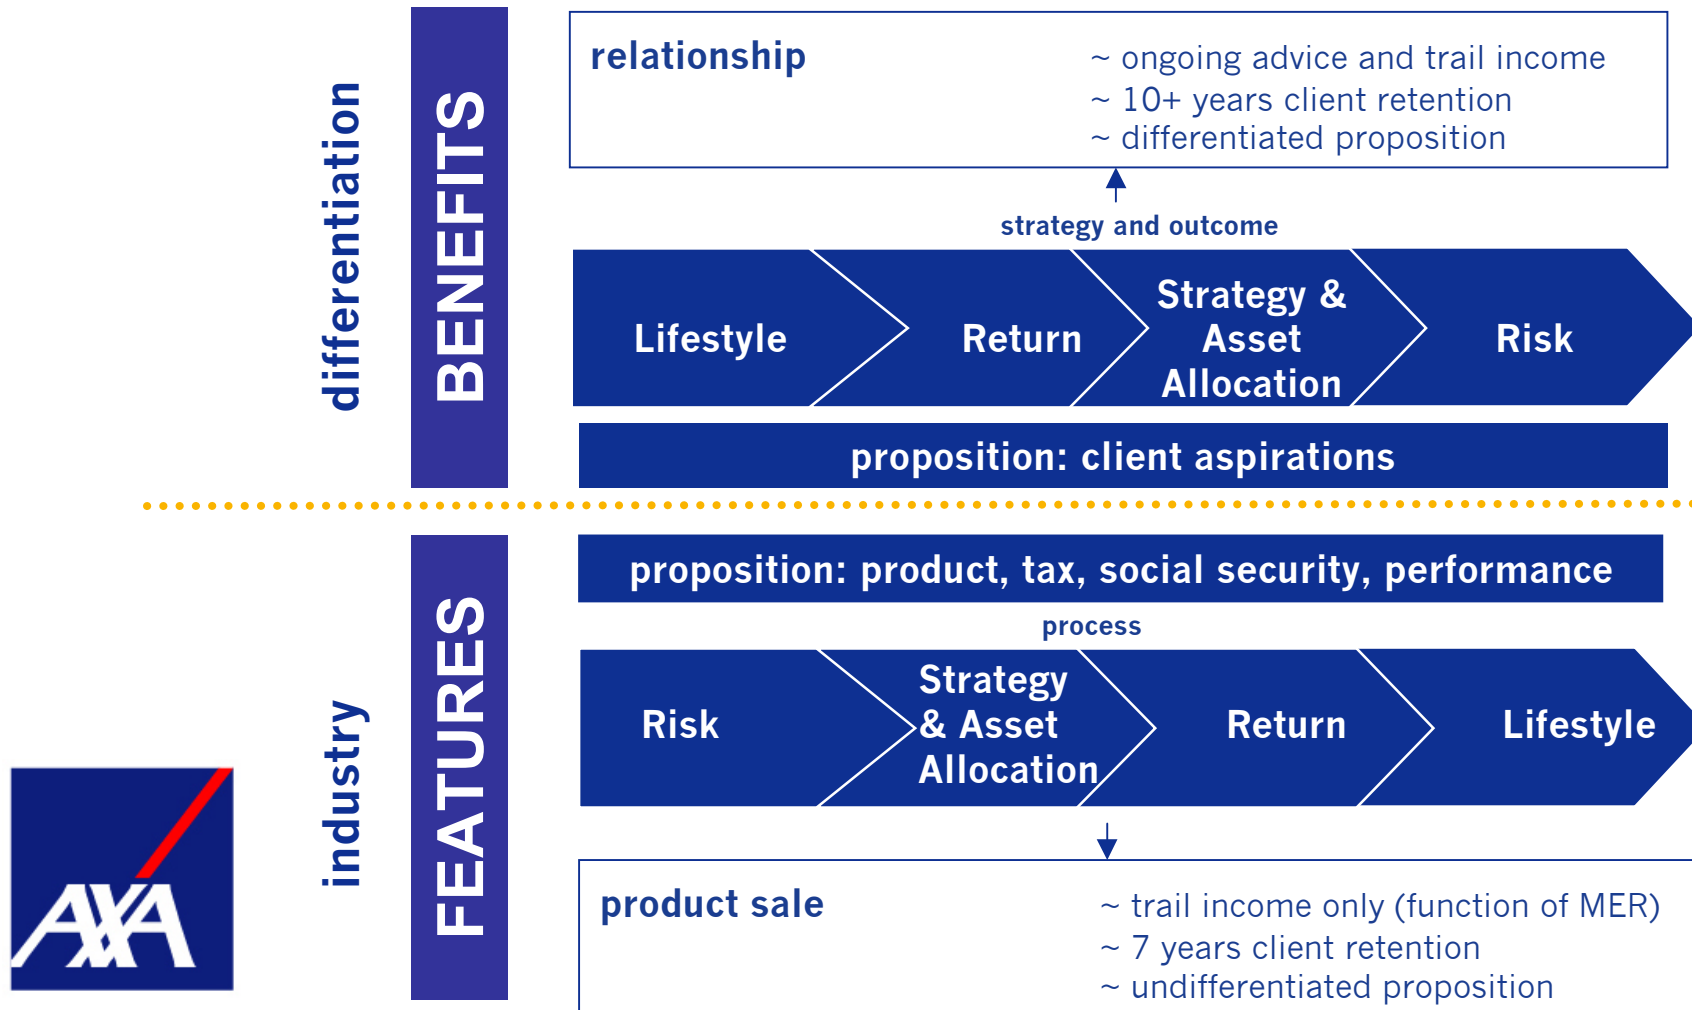 differentiation
BENEFITS
relationship
~ ongoing advice and trail income
~ 10+ years client retention
~ differentiated proposition
strategy and outcome
Lifestyle
Return
Strategy &
Asset
Allocation
Risk
proposition: client aspirations
industry
FEATURES
proposition: product, tax, social security, performance
process
Risk
Strategy
& Asset
Allocation
Return
Lifestyle
product sale
~ trail income only (function of MER)
~ 7 years client retention
~ undifferentiated proposition
AXA